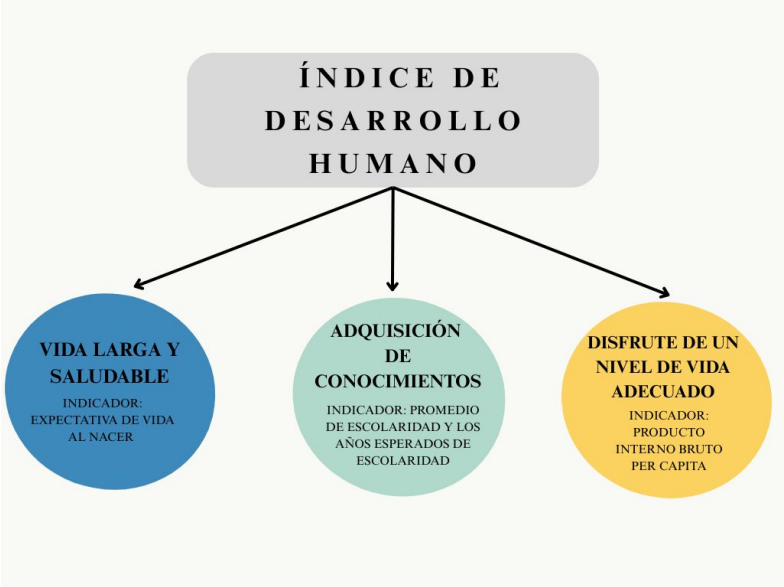 ÍNDICE DE
DESARROLLO
HUMANO
VIDA LARGA Y
SALUDABLE
INDICADOR:
EXPECTATIVA DE VIDA
AL NACER
ADQUISICIÓN
DE
CONOCIMIENTOS
INDICADOR: PROMEDIO
DE ESCOLARIDAD Y LOS
AÑOS ESPERADOS DE
ESCOLARIDAD
DISFRUTE DE UN
NIVEL DE VIDA
ADECUADO
INDICADOR:
PRODUCTO
INTERNO BRUTO
PER CAPITA